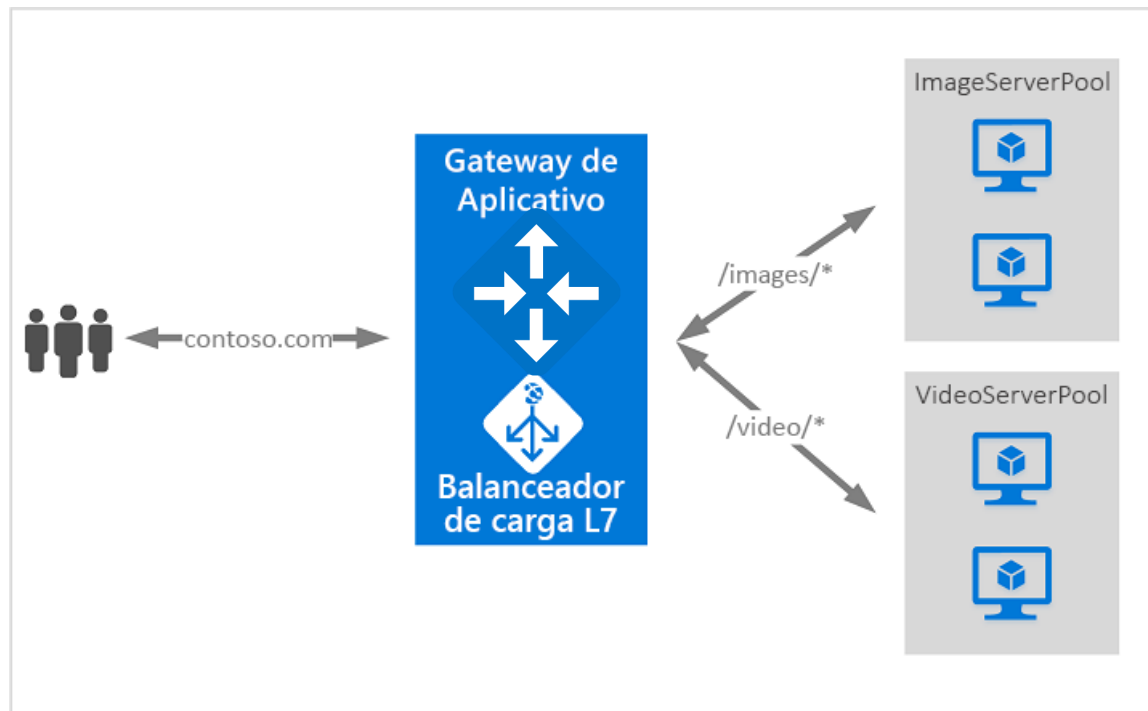 contoso.com
Gateway de
Aplicativo
Balanceador
de carga L7
/images/*
/video/*
ImageServerPool
VideoServerPool